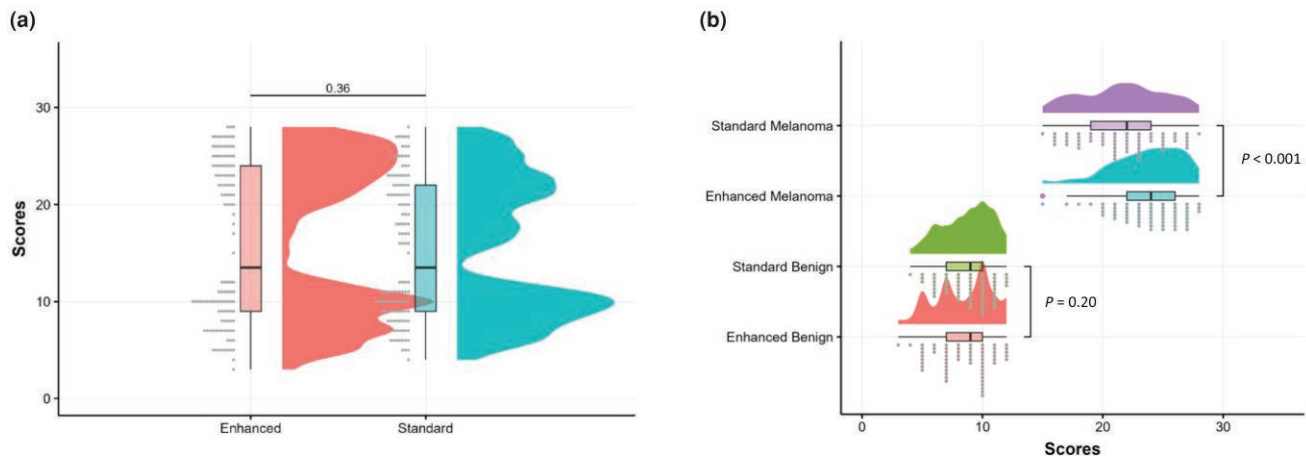 (a)
0.36
30
20
10
0
Scores
Enhanced
Standard
(b)
Standard Melanoma
Enhanced Melanoma
Standard Benign
Enhanced Benign
P < 0.001
P = 0.20
0
10
20
30
Scores